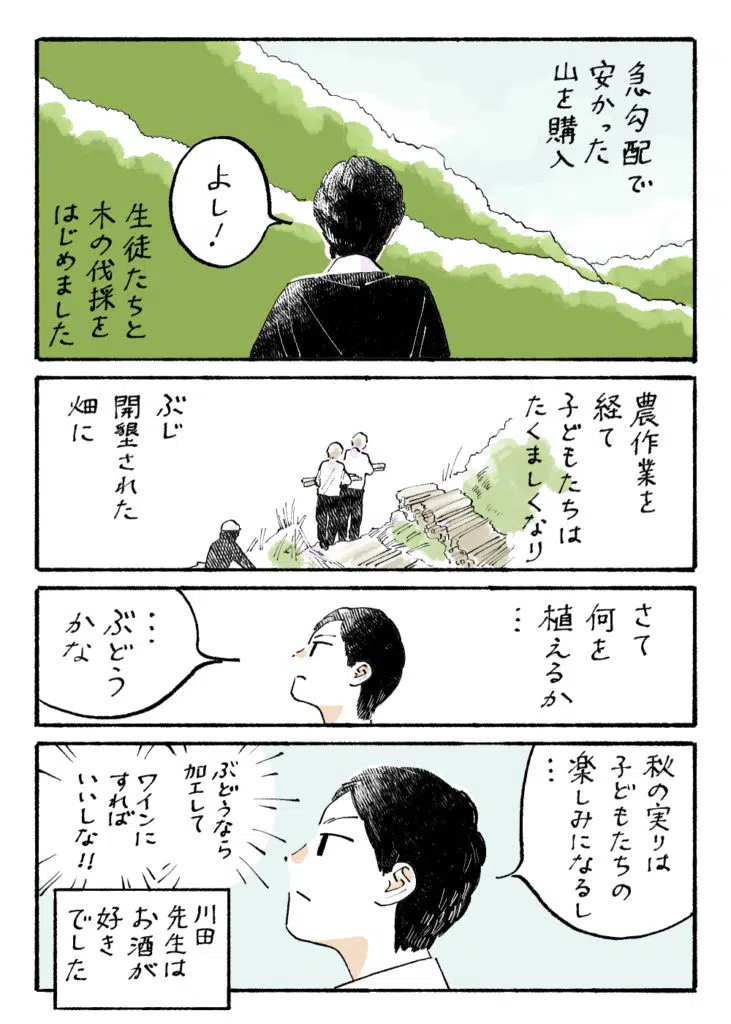 急勾配で
安かった
山を購入
よし!
生徒たちと
木の伐採を
はじめました
農作業を
経て
子どもたちは
たくましくなり
ぶじ
開墾された
畑に
さて
何を
植えるか
…
…
ぶどう
かな
秋の実りは
子どもたちの
楽しみになるし
…
ぶどうなら
加工して
ワインに
すれば
いいしな!!
川田
先生は
お酒が
好き
でした